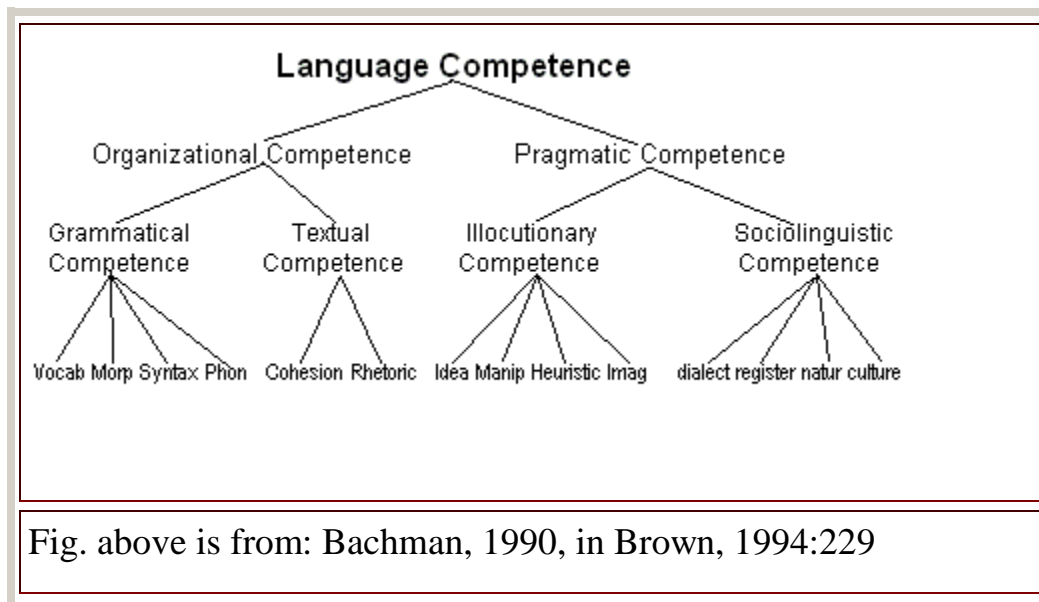 Language Competence
Organizational Competence Pragmatic Competence
Grammatical Textual Illocutionary Sociolinguistic
Competence Competence Competence Competence
Vocab Morp Syntax Phon Cohesion Rhetoric Idea Manip Heuristic Imag dialect register natur culture
Fig. above is from: Bachman, 1990, in Brown, 1994:229